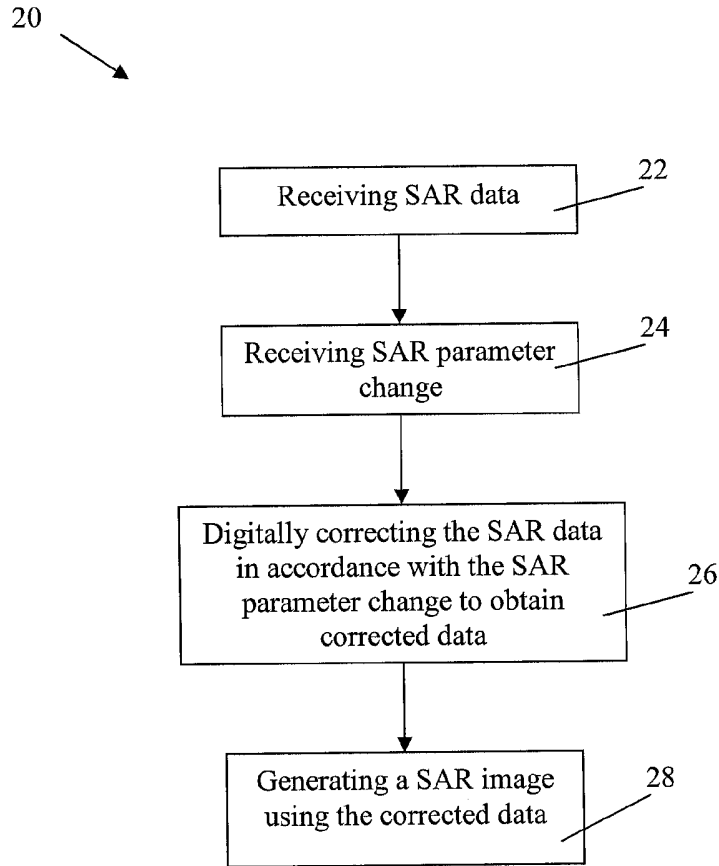 20
Receiving SAR data
22
Receiving SAR parameter
change
24
Digitally correcting the SAR data
in accordance with the SAR
parameter change to obtain
corrected data
26
Generating a SAR image
using the corrected data
28